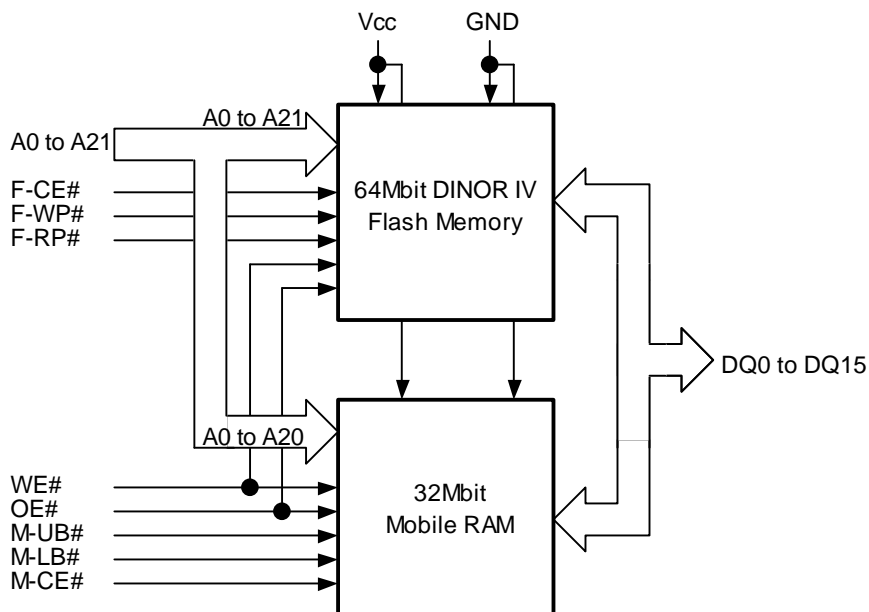 Vcc
GND
A0 to A21
A0 to A21
F-CE#
F-WP#
F-RP#
64Mbit DINOR IV
Flash Memory
DQ0 to DQ15
A0 to A20
WE#
OE#
M-UB#
M-LB#
M-CE#
32Mbit
Mobile RAM